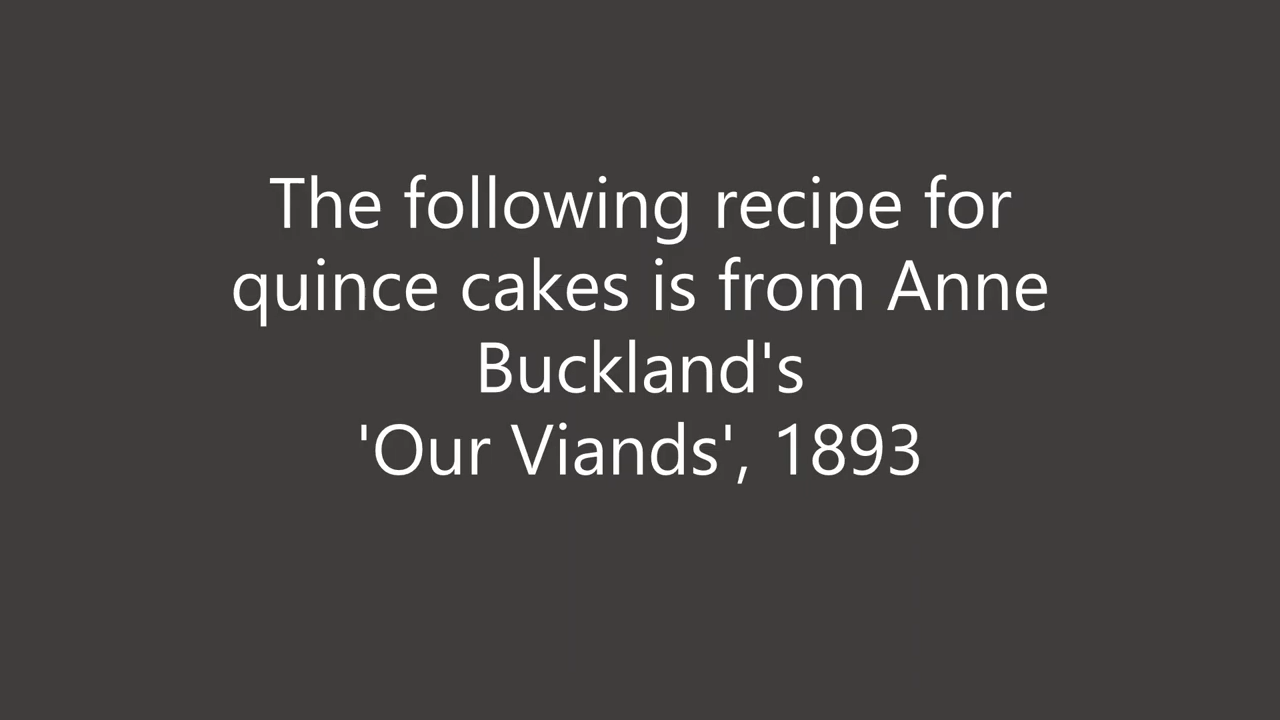 The following recipe for
quince cakes is from Anne
Buckland's
'Our Viands', 1893